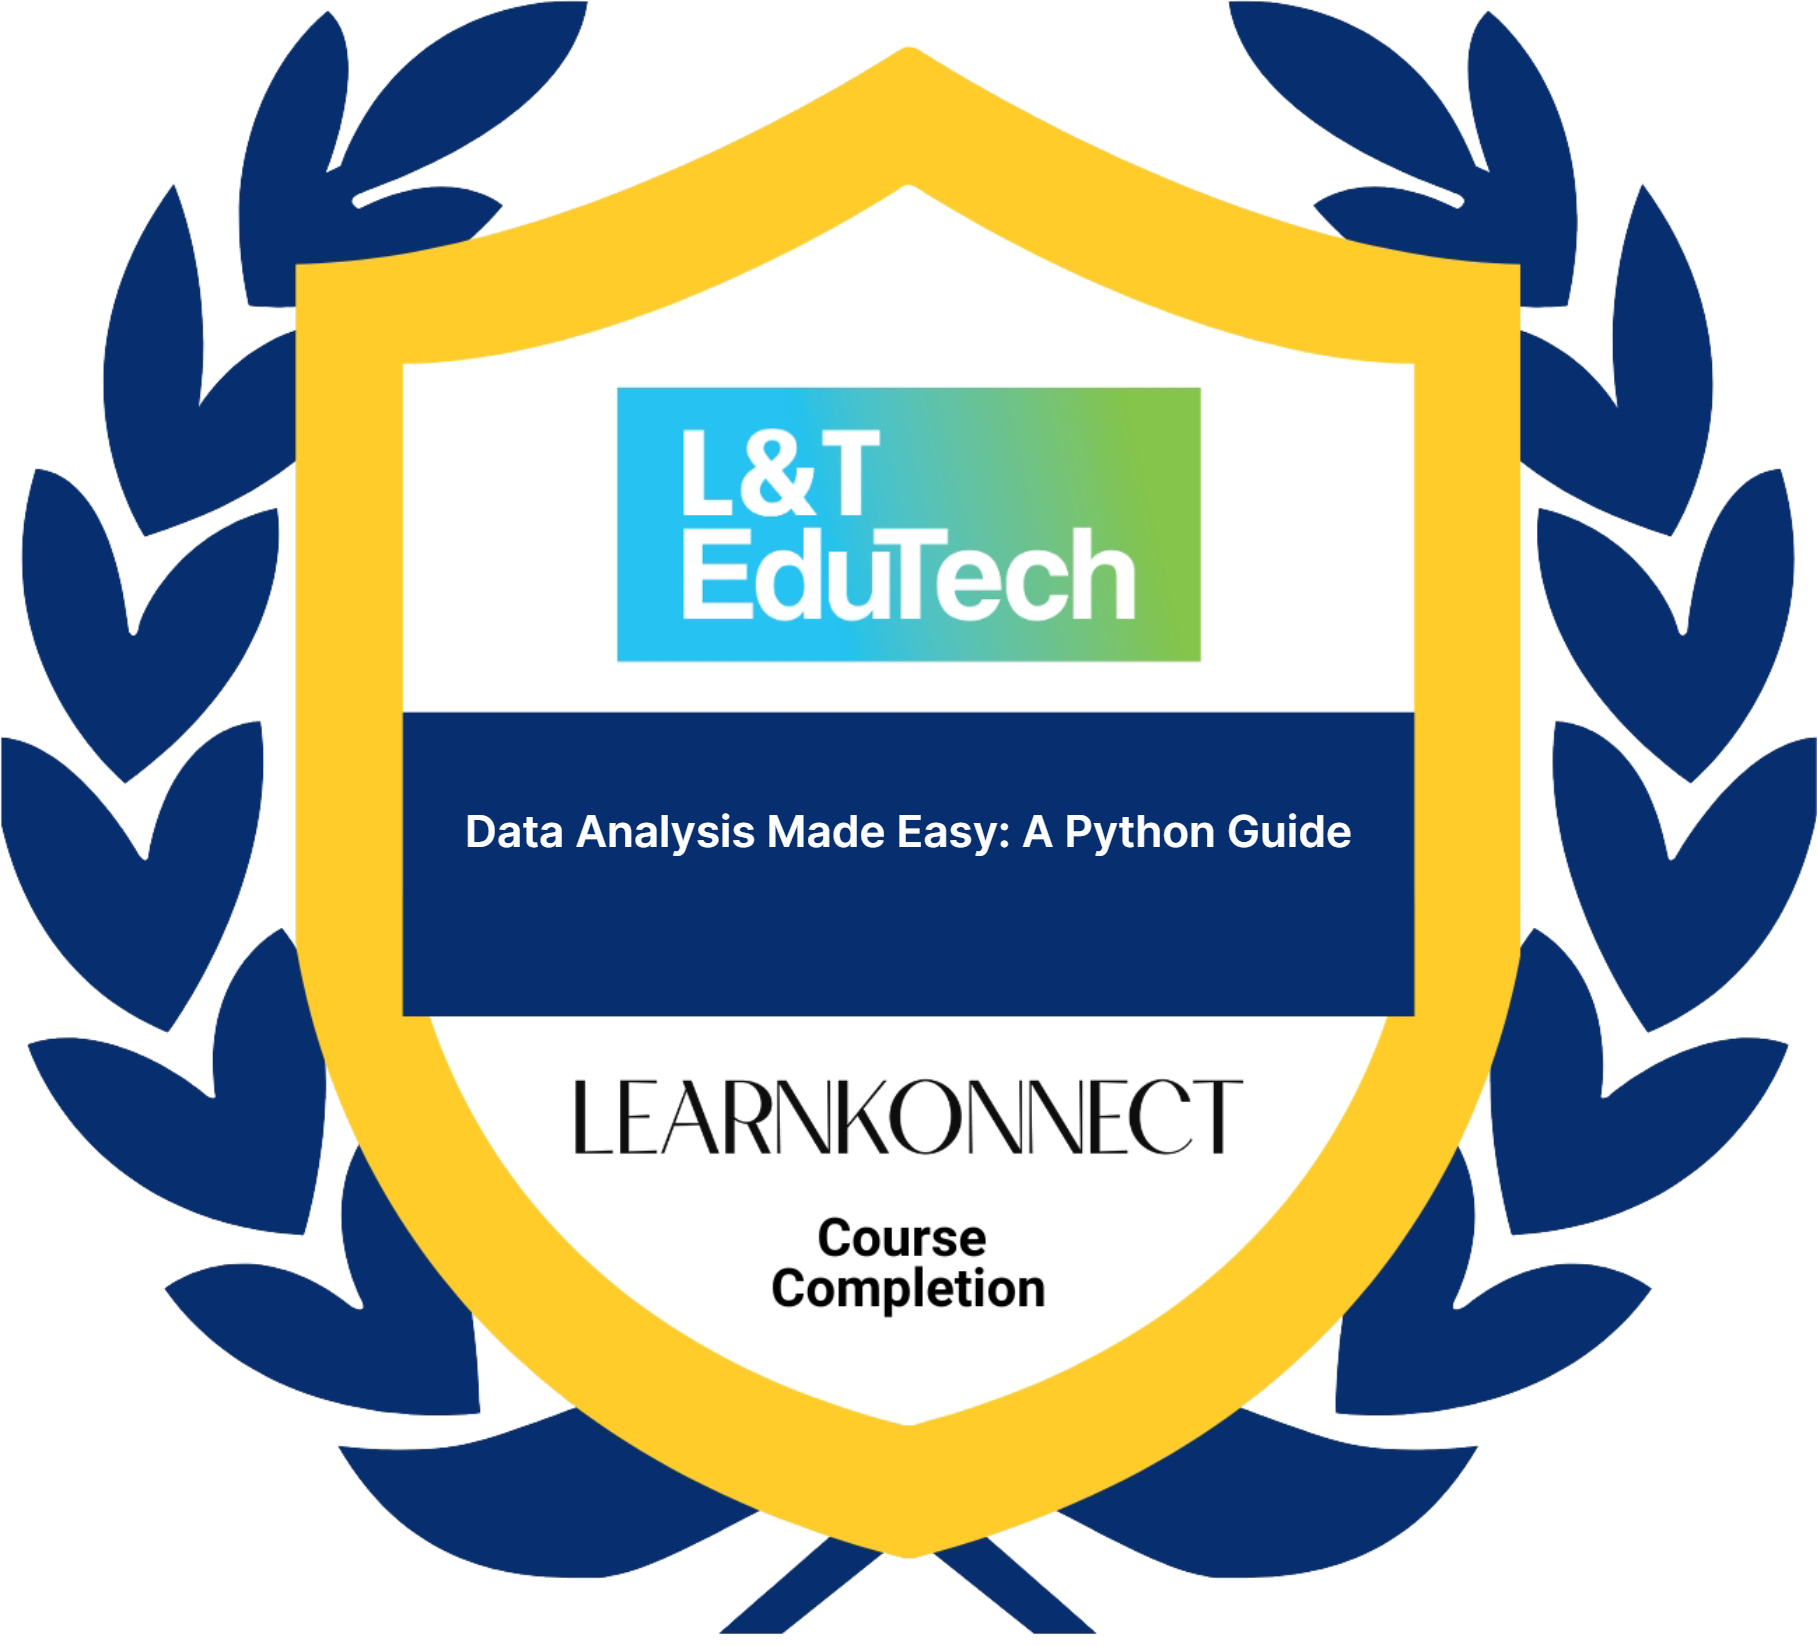 L&T
EduTech
Data Analysis Made Easy: A Python Guide
LEARNKONNECT
Course
Completion